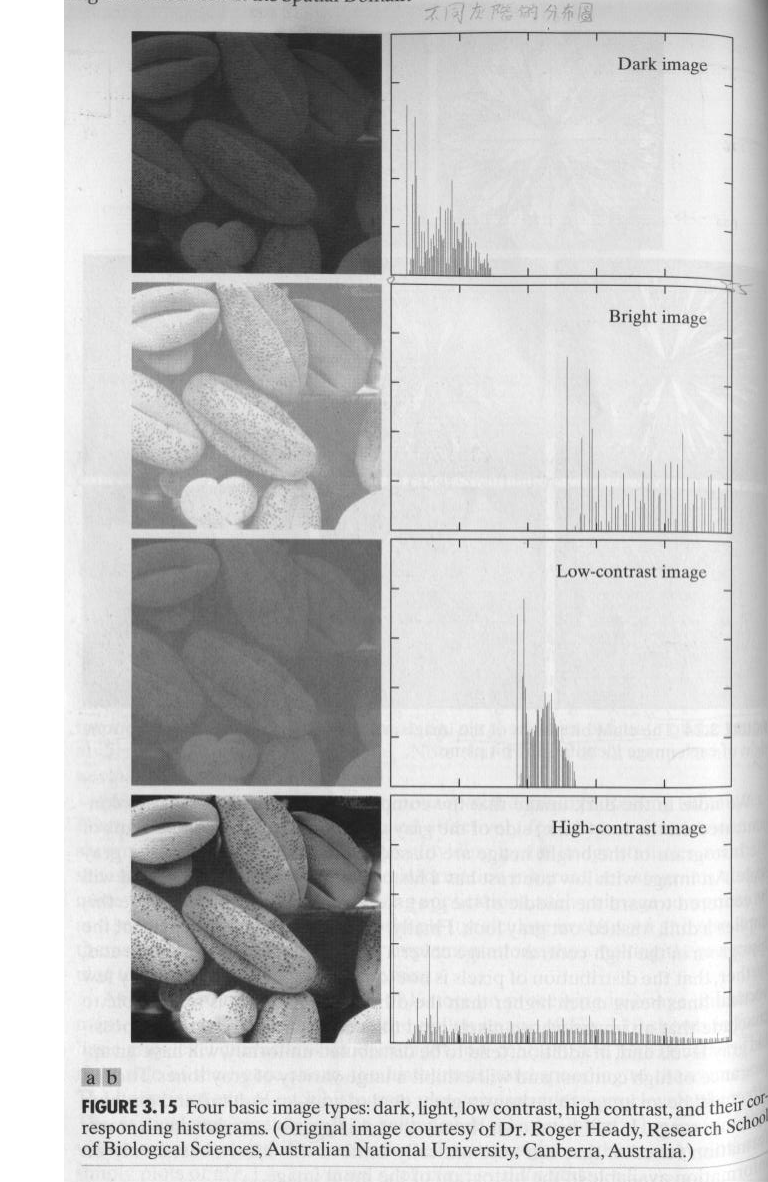 不同灰階的分布圖
Dark image
Bright image
Low-contrast image
High-contrast image
a b
FIGURE 3.15 Four basic image types: dark, light, low contrast, high contrast, and their cor-
responding histograms. (Original image courtesy of Dr. Roger Heady, Research School
of Biological Sciences, Australian National University, Canberra, Australia.)